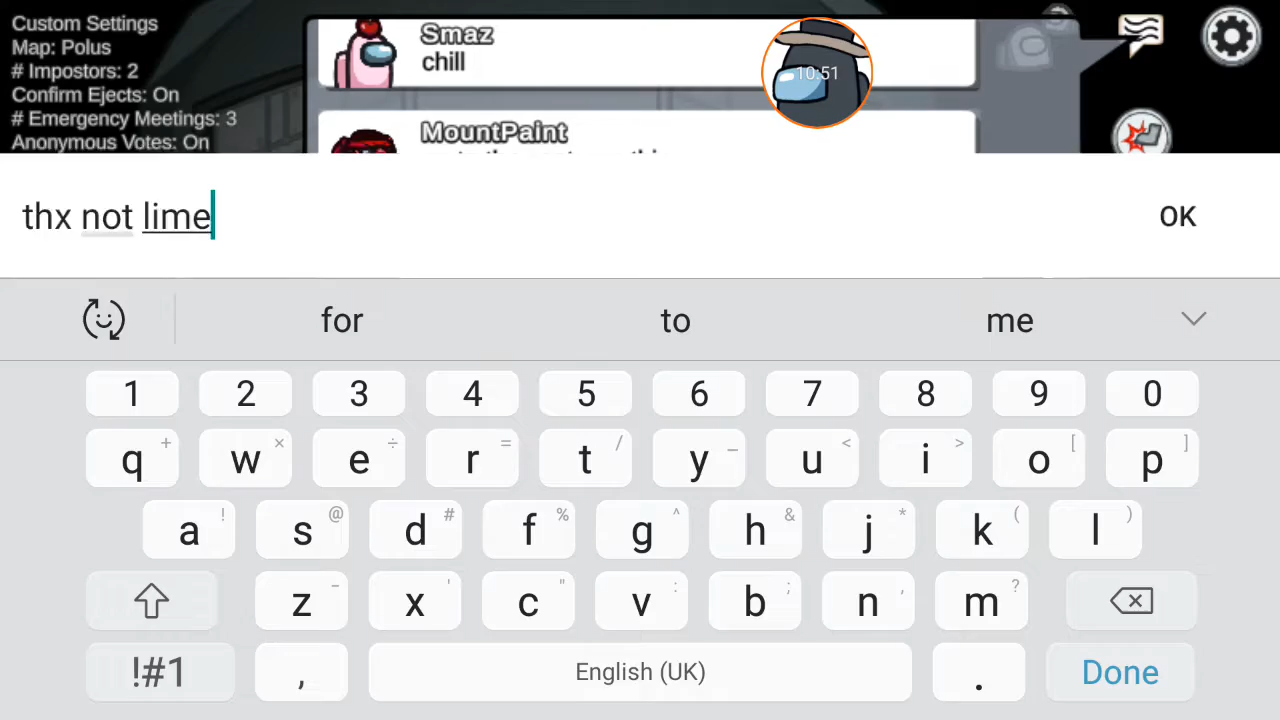 Custom Settings
Map: Polus
# Impostors: 2
Confirm Ejects: On
# Emergency Meetings: 3
Anonymous Votes: On
Smaz
chill
10:51
MountPaint
thx not lime
OK
for to me
1 2 3 4 5 6 7 8 9 0
q + w × e ÷ r = t / y _ u < i > o [ p ]
a ! s @ d # f % g ^ h & j * k ( l )
z - x ' c " v : b ; n , m ?
!#1 , English (UK) . Done